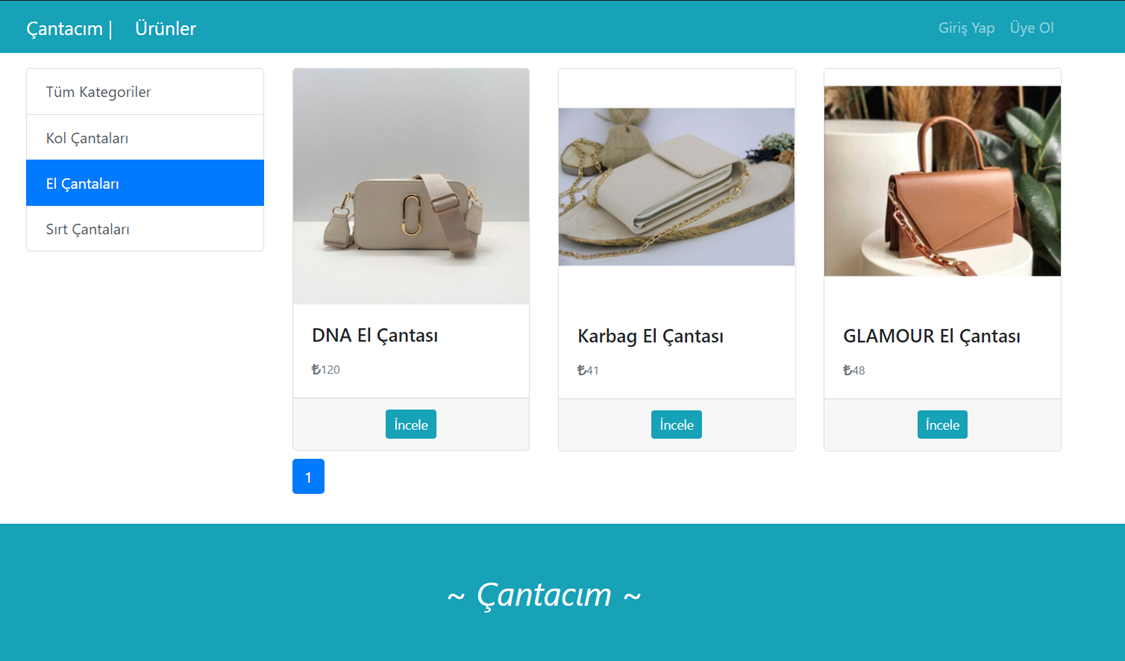 Çantacım | Ürünler
Giriş Yap Üye Ol
Tüm Kategoriler
Kol Çantaları
El Çantaları
Sırt Çantaları
DNA El Çantası
₺120
İncele
Karbag El Çantası
₺41
İncele
GLAMOUR El Çantası
₺48
İncele
1
~ Çantacım ~